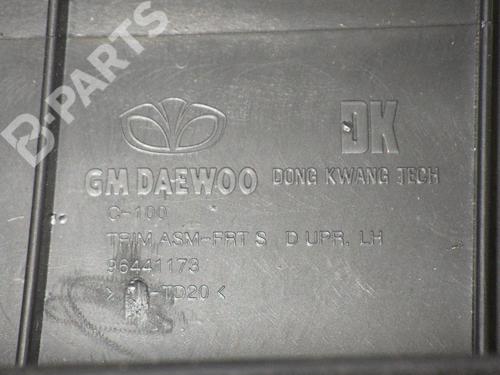 B-PARTS
DK
GM DAEWOO
DONG KWANG TECH
C-100
TRIM ASM-FRT S D UPR, LH
96441173
-TD20<